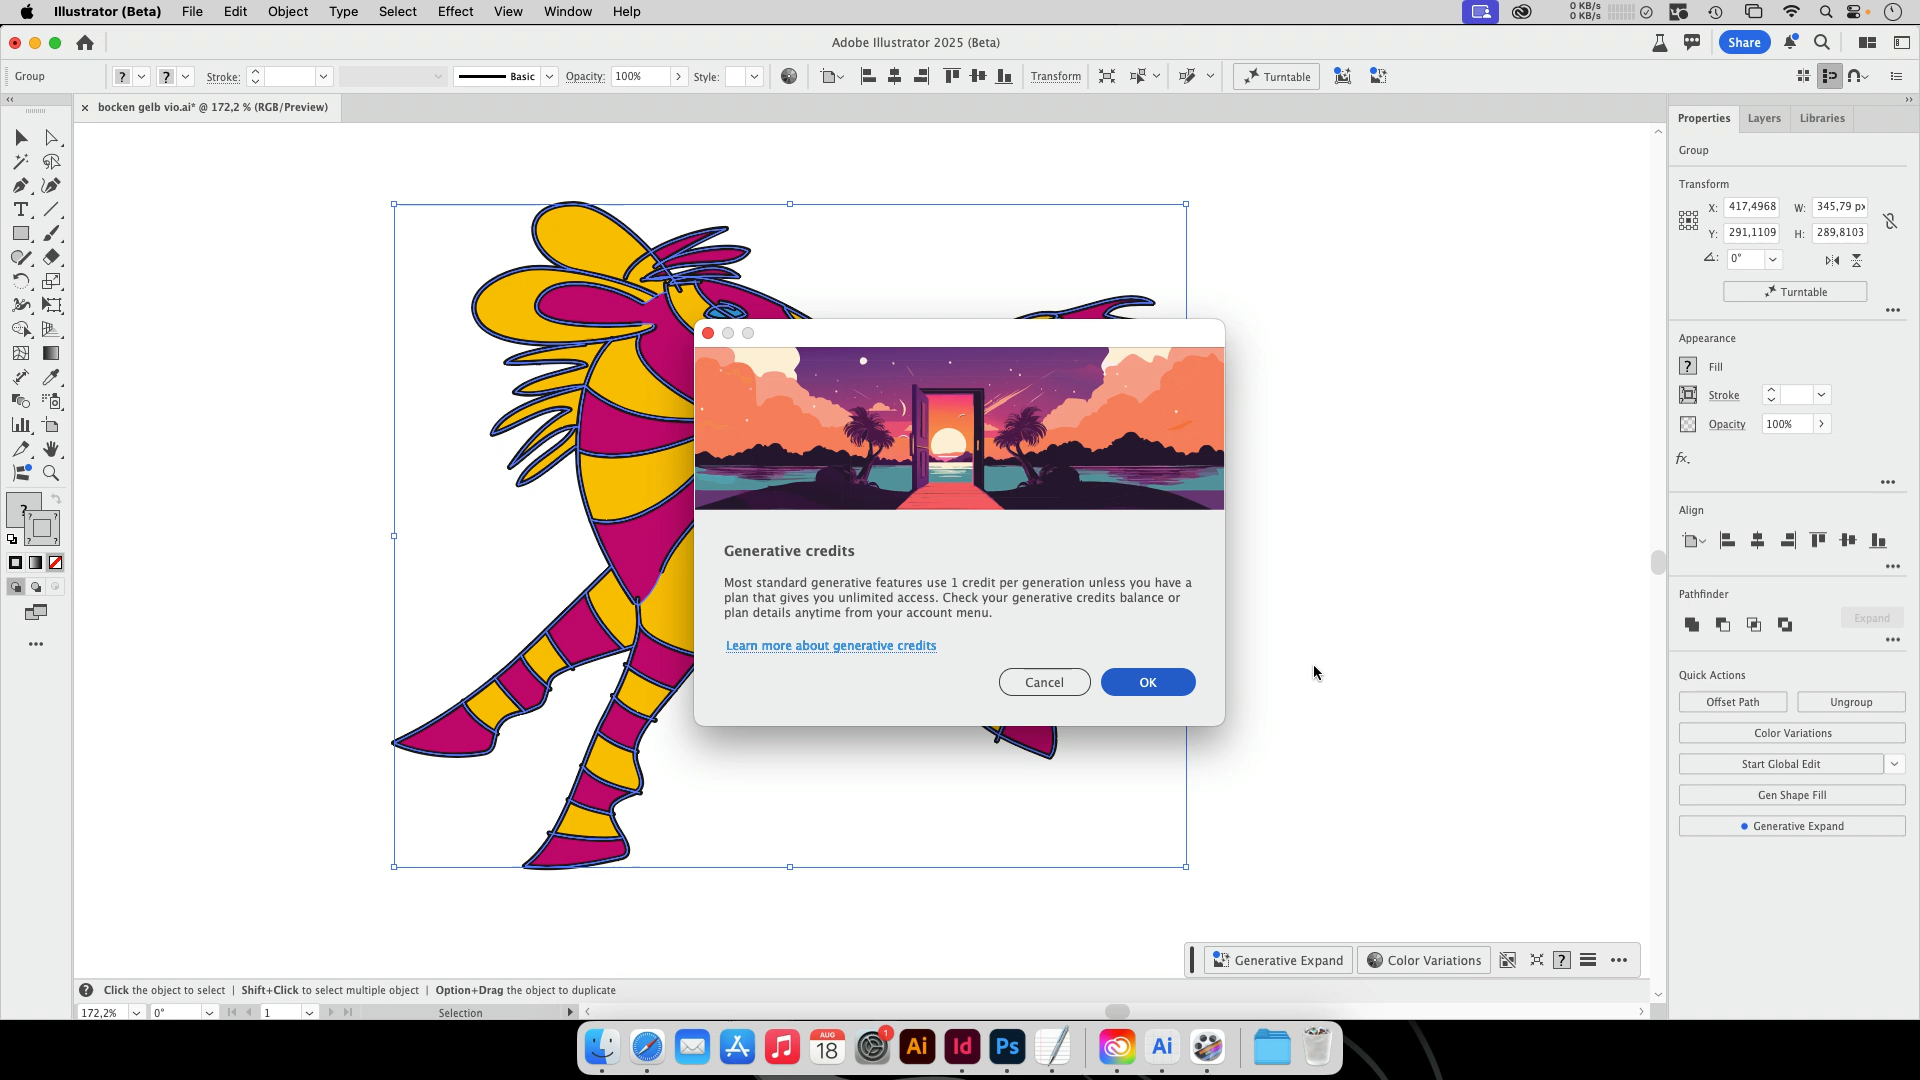 Illustrator (Beta) File Edit Object Type Select Effect View Window Help
0 KB/s
0 KB/s
Adobe Illustrator 2025 (Beta)
Share
Group
?
?
Stroke:
Basic
Opacity: 100%
Style:
Transform
Turntable
× bocken gelb vio.ai* @ 172,2 % (RGB/Preview)
Properties Layers Libraries
Group
Transform
X: 417,4968 W: 345,79 px
Y: 291,1109 H: 289,8103
0°
Turntable
Appearance
? Fill
Stroke
Opacity 100%
fx.
Align
Pathfinder
Expand
Quick Actions
Offset Path Ungroup
Color Variations
Start Global Edit
Gen Shape Fill
Generative Expand
T
?
? ?
? ?
Generative credits
Most standard generative features use 1 credit per generation unless you have a
plan that gives you unlimited access. Check your generative credits balance or
plan details anytime from your account menu.
Learn more about generative credits
Cancel OK
Generative Expand Color Variations ?
? Click the object to select | Shift+Click to select multiple object | Option+Drag the object to duplicate
172,2% 0° 1 Selection
AUG
18
1
Ai
Id
Ps
Ai